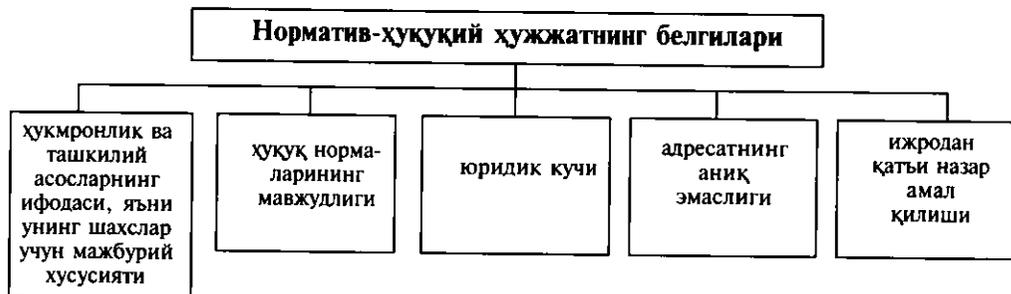 Норматив-ҳуқуқий ҳужжатнинг белгилари
ҳукмронлик ва
ташкилий
асосларнинг
ифодаси, яъни
унинг шахслар
учун мажбурий
хусусияти
ҳуқуқ норма-
ларининг
мавжудлиги
юридик кучи
адресатнинг
аниқ
эмаслиги
ижродан
қатъи назар
амал
қилиши